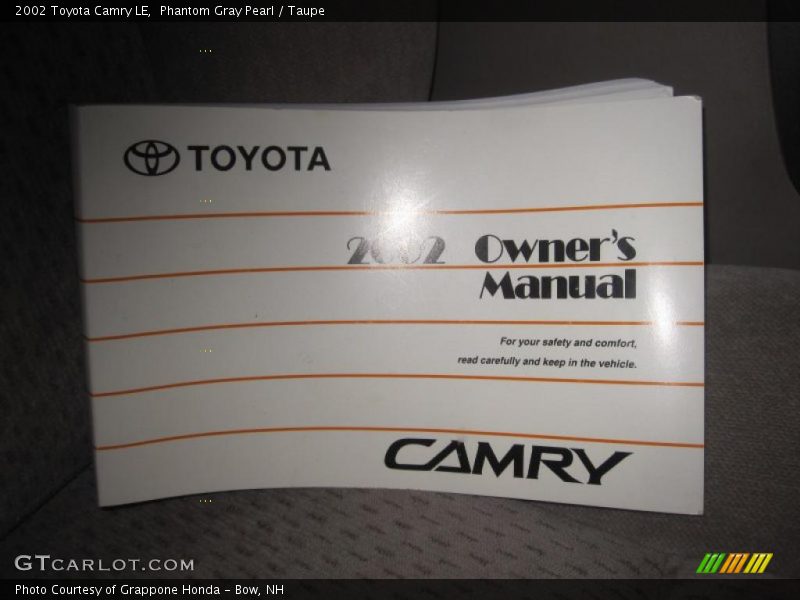 2002 Toyota Camry LE,  Phantom Gray Pearl / Taupe
TOYOTA
2002 Owner's
Manual
For your safety and comfort,
read carefully and keep in the vehicle.
CAMRY
GTCARLOT.COM
Photo Courtesy of Grappone Honda - Bow, NH